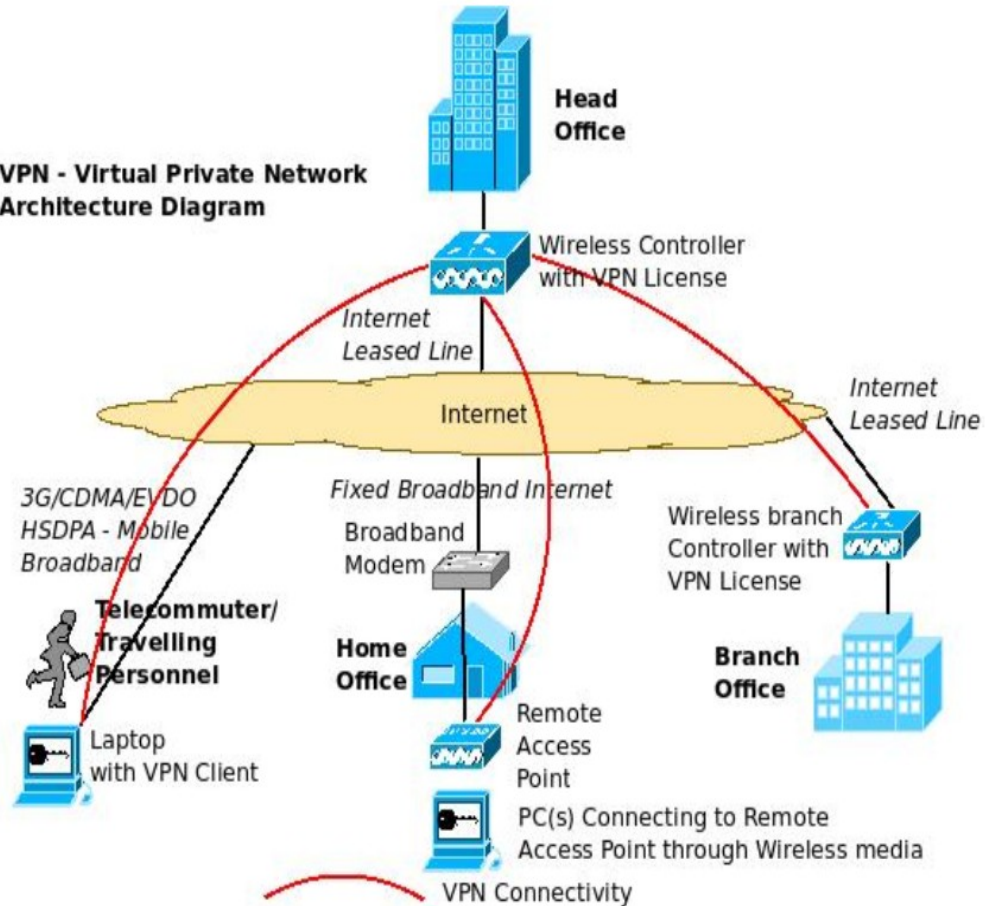 Head
Office
VPN - Virtual Private Network
Architecture Diagram
Wireless Controller
with VPN License
Internet
Leased Line
Internet
Internet
Leased Line
3G/CDMA/EVDO
HSDPA - Mobile
Broadband
Fixed Broadband Internet
Broadband
Modem
Wireless branch
Controller with
VPN License
Telecommuter/
Travelling
Personnel
Home
Office
Branch
Office
Laptop
with VPN Client
Remote
Access
Point
PC(s) Connecting to Remote
Access Point through Wireless media
VPN Connectivity